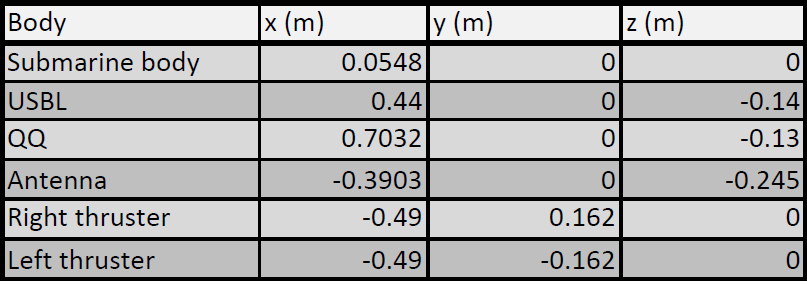 Body x (m) y (m) z (m)
Submarine body 0.0548 0 0
USBL 0.44 0 -0.14
QQ 0.7032 0 -0.13
Antenna -0.3903 0 -0.245
Right thruster -0.49 0.162 0
Left thruster -0.49 -0.162 0